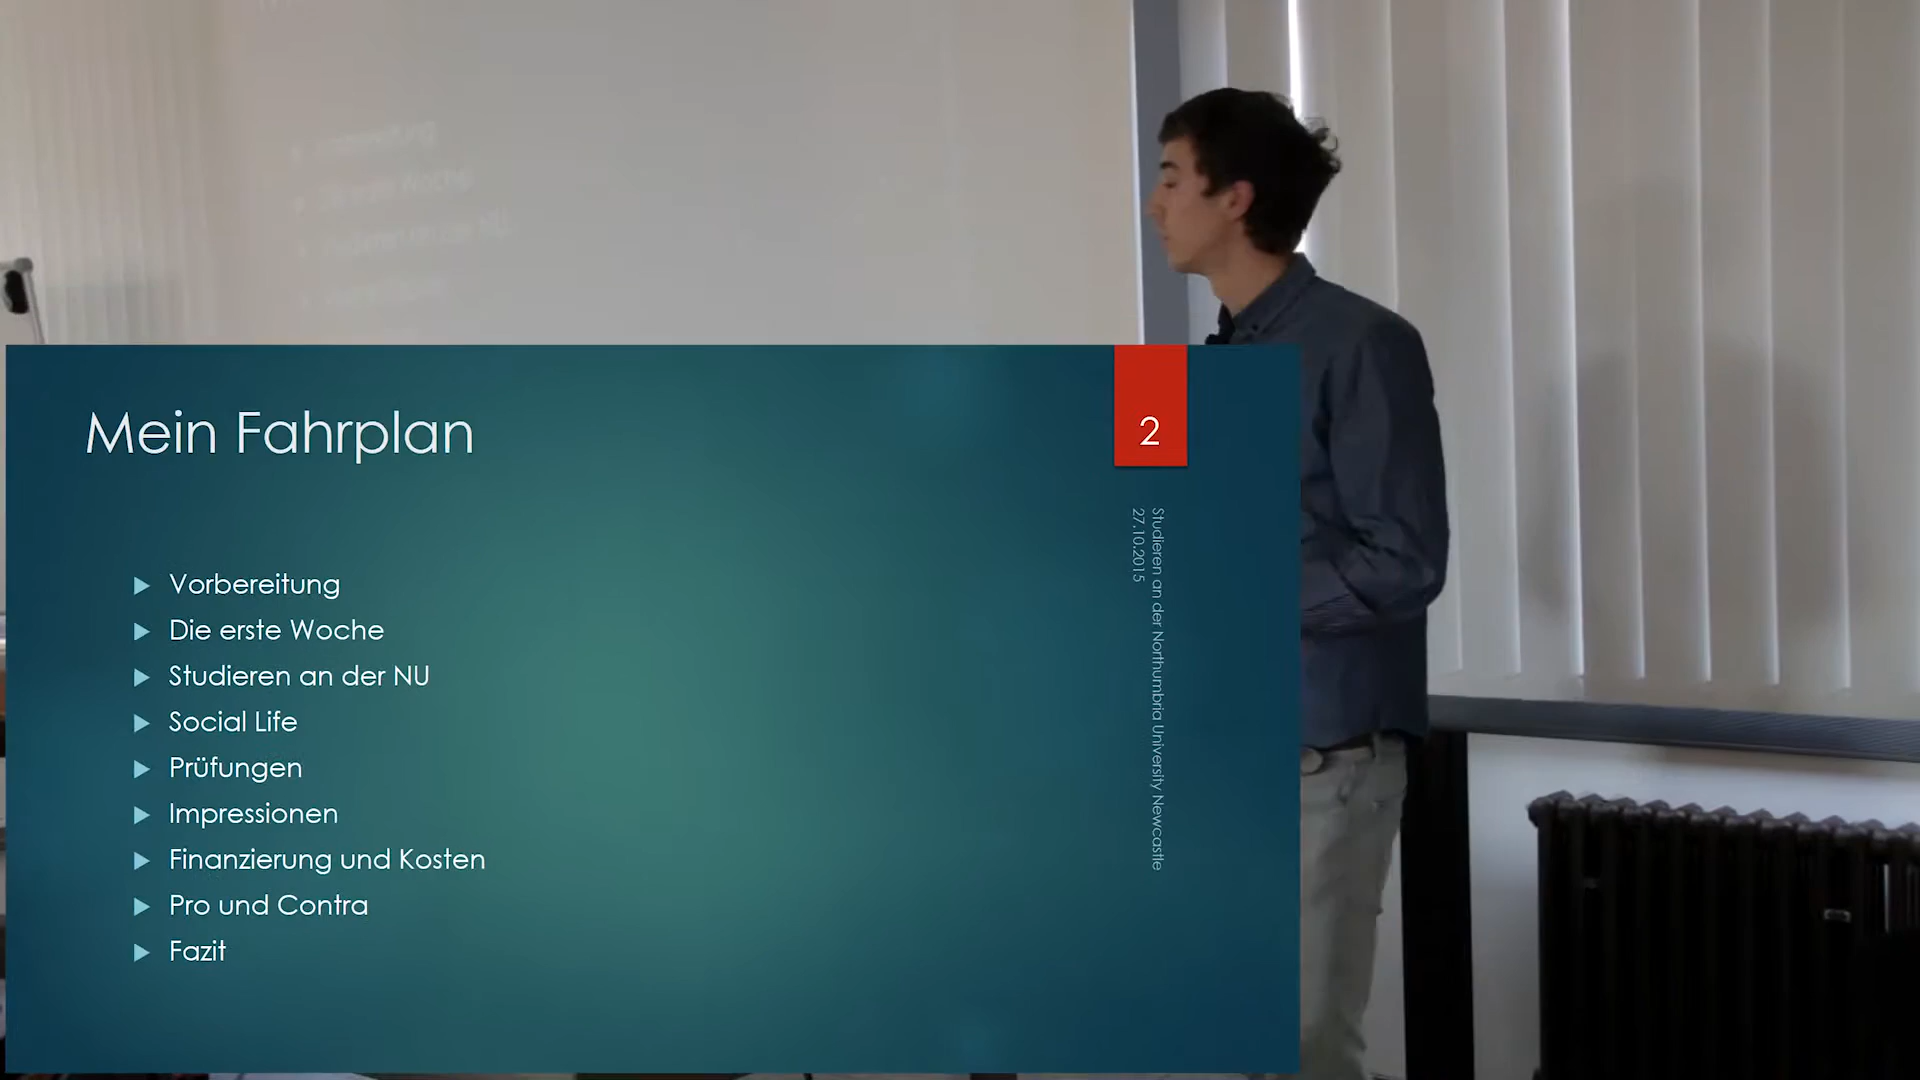 Mein Fahrplan
2
Vorbereitung
Die erste Woche
Studieren an der NU
Social Life
Prüfungen
Impressionen
Finanzierung und Kosten
Pro und Contra
Fazit
Studieren an der Northumbria University Newcastle
27.10.2015